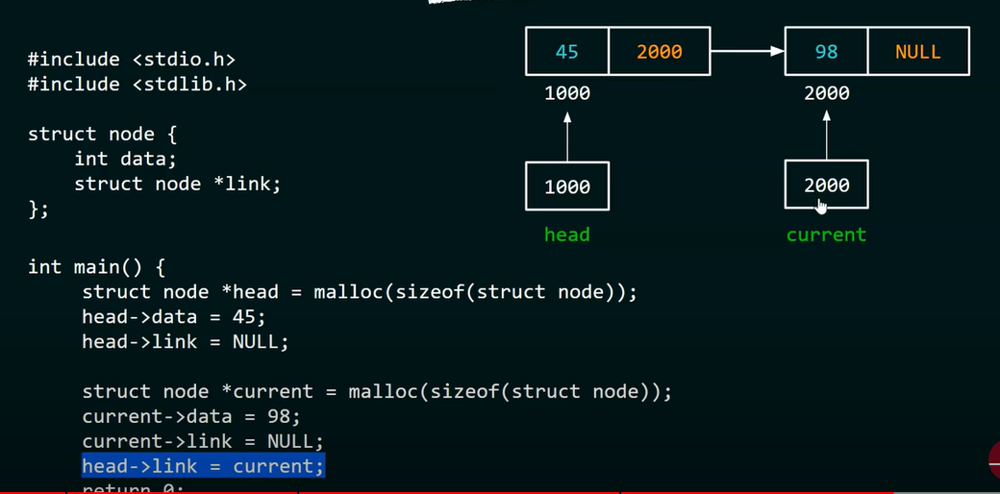 #include <stdio.h>
#include <stdlib.h>
struct node {
int data;
struct node *link;
};
int main() {
struct node *head = malloc(sizeof(struct node));
head->data = 45;
head->link = NULL;
struct node *current = malloc(sizeof(struct node));
current->data = 98;
current->link = NULL;
head->link = current;
return 0;
45 2000 98 NULL
1000 2000
1000 2000
head current